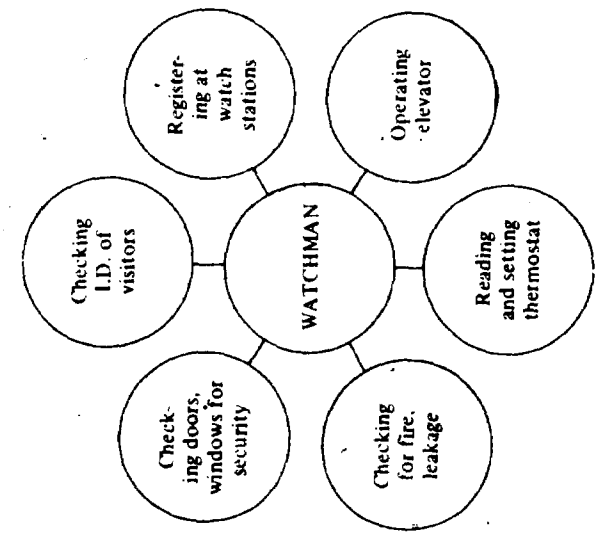 Register-
ing at
watch
stations
Operating
elevator
Checking
I.D. of
visitors
WATCHMAN
Reading
and setting
thermostat
Check-
ing doors,
windows for
security
Checking
for fire,
leakage